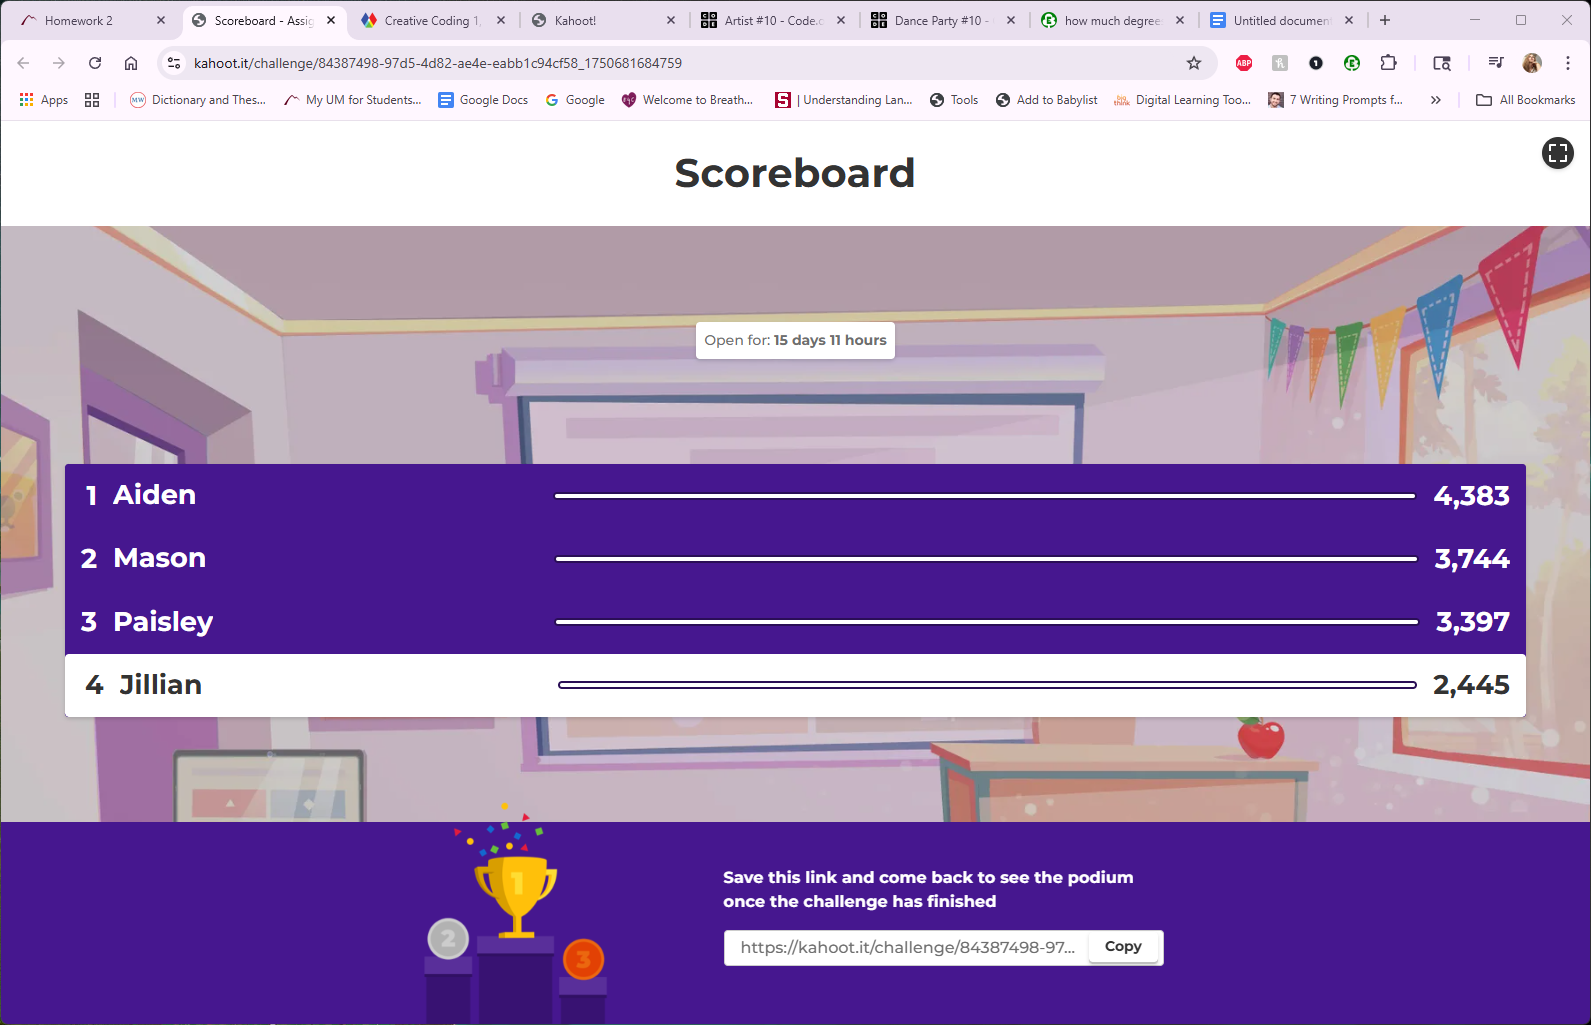 Homework 2
Scoreboard - Assig
Creative Coding 1,
Kahoot!
Artist #10 - Code.o
Dance Party #10 -
how much degree
Untitled document
kahoot.it/challenge/84387498-97d5-4d82-ae4e-eabb1c94cf58_1750681684759
ABP
Apps
Dictionary and Thes...
My UM for Students...
Google Docs
Google
Welcome to Breath...
| Understanding Lan...
Tools
Add to Babylist
Digital Learning Too...
7 Writing Prompts f...
»
All Bookmarks
Scoreboard
Open for: 15 days 11 hours
1 Aiden 4,383
2 Mason 3,744
3 Paisley 3,397
4 Jillian 2,445
1
2
3
Save this link and come back to see the podium
once the challenge has finished
https://kahoot.it/challenge/84387498-97... Copy